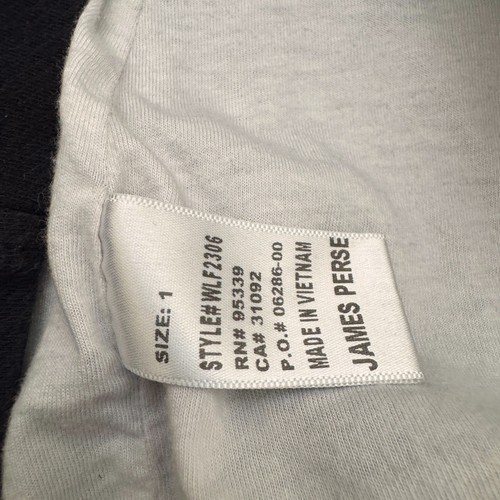 SIZE: 1
STYLE#WLF2306
RN# 95339
CA# 31092
P.O.# 06286-00
MADE IN VIETNAM
JAMES PERSE